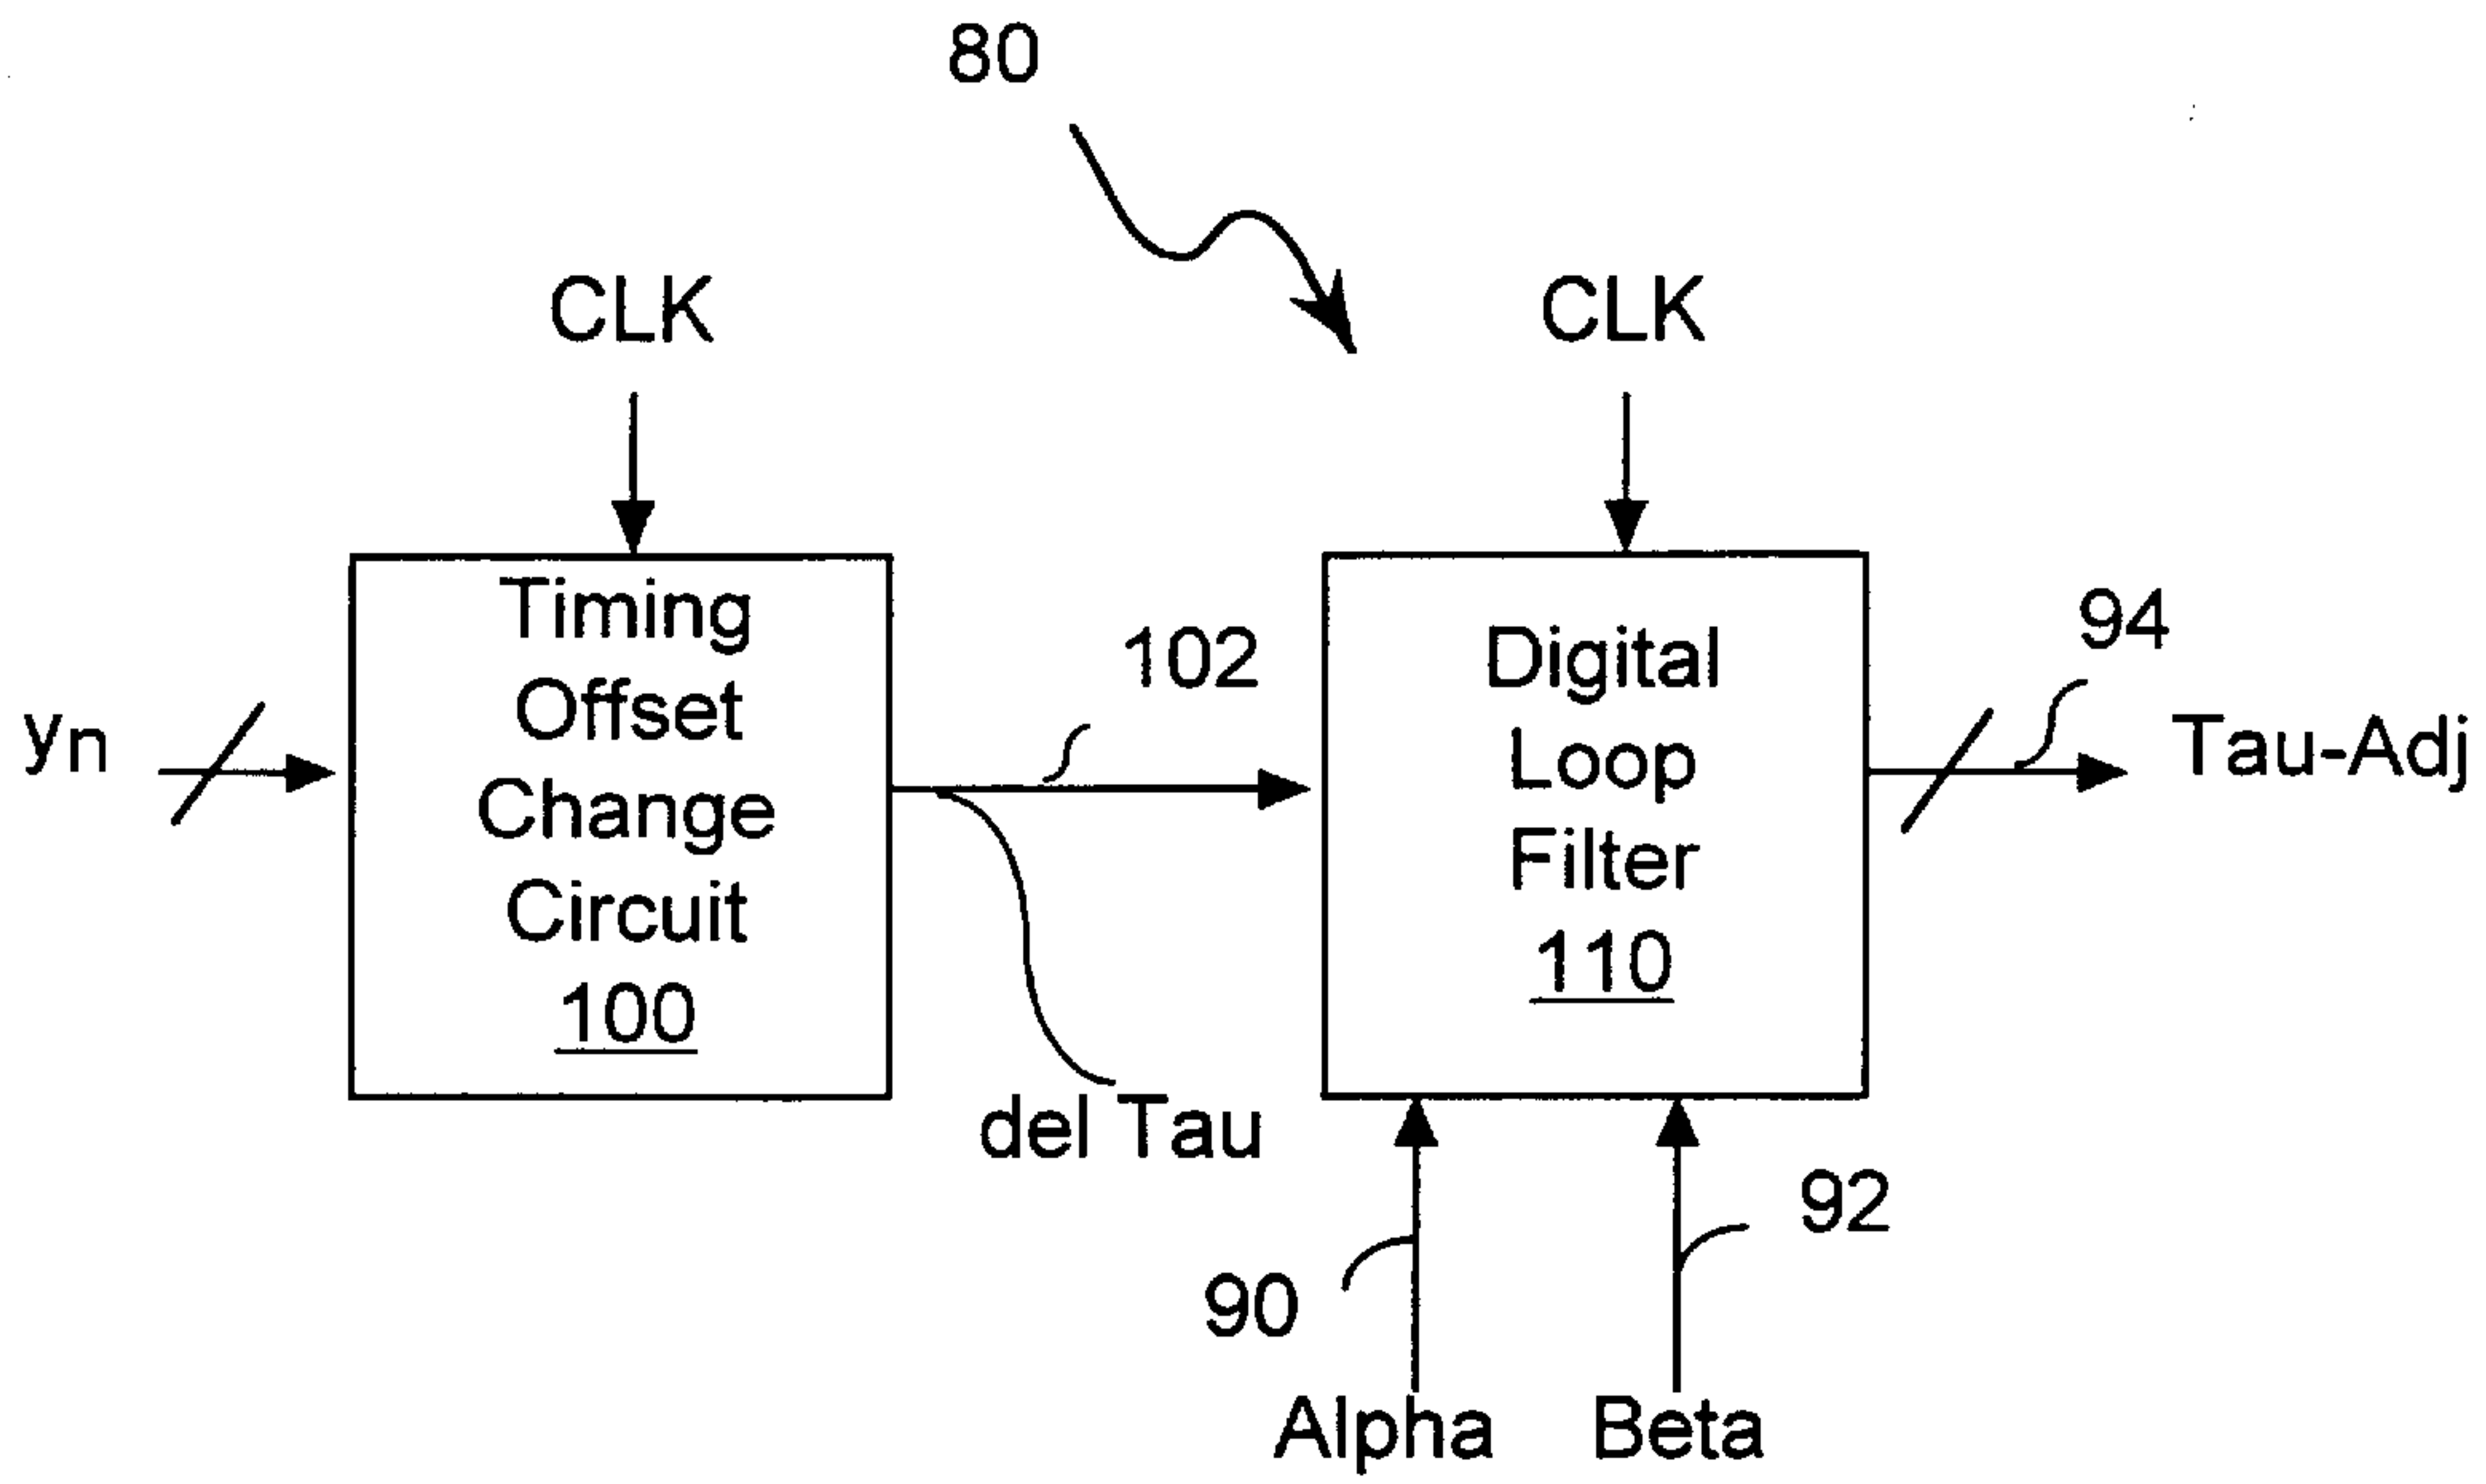 80
CLK
CLK
Timing
Offset
Change
Circuit
100
yn
102
del Tau
Digital
Loop
Filter
110
94
Tau-Adj
92
90
Alpha
Beta